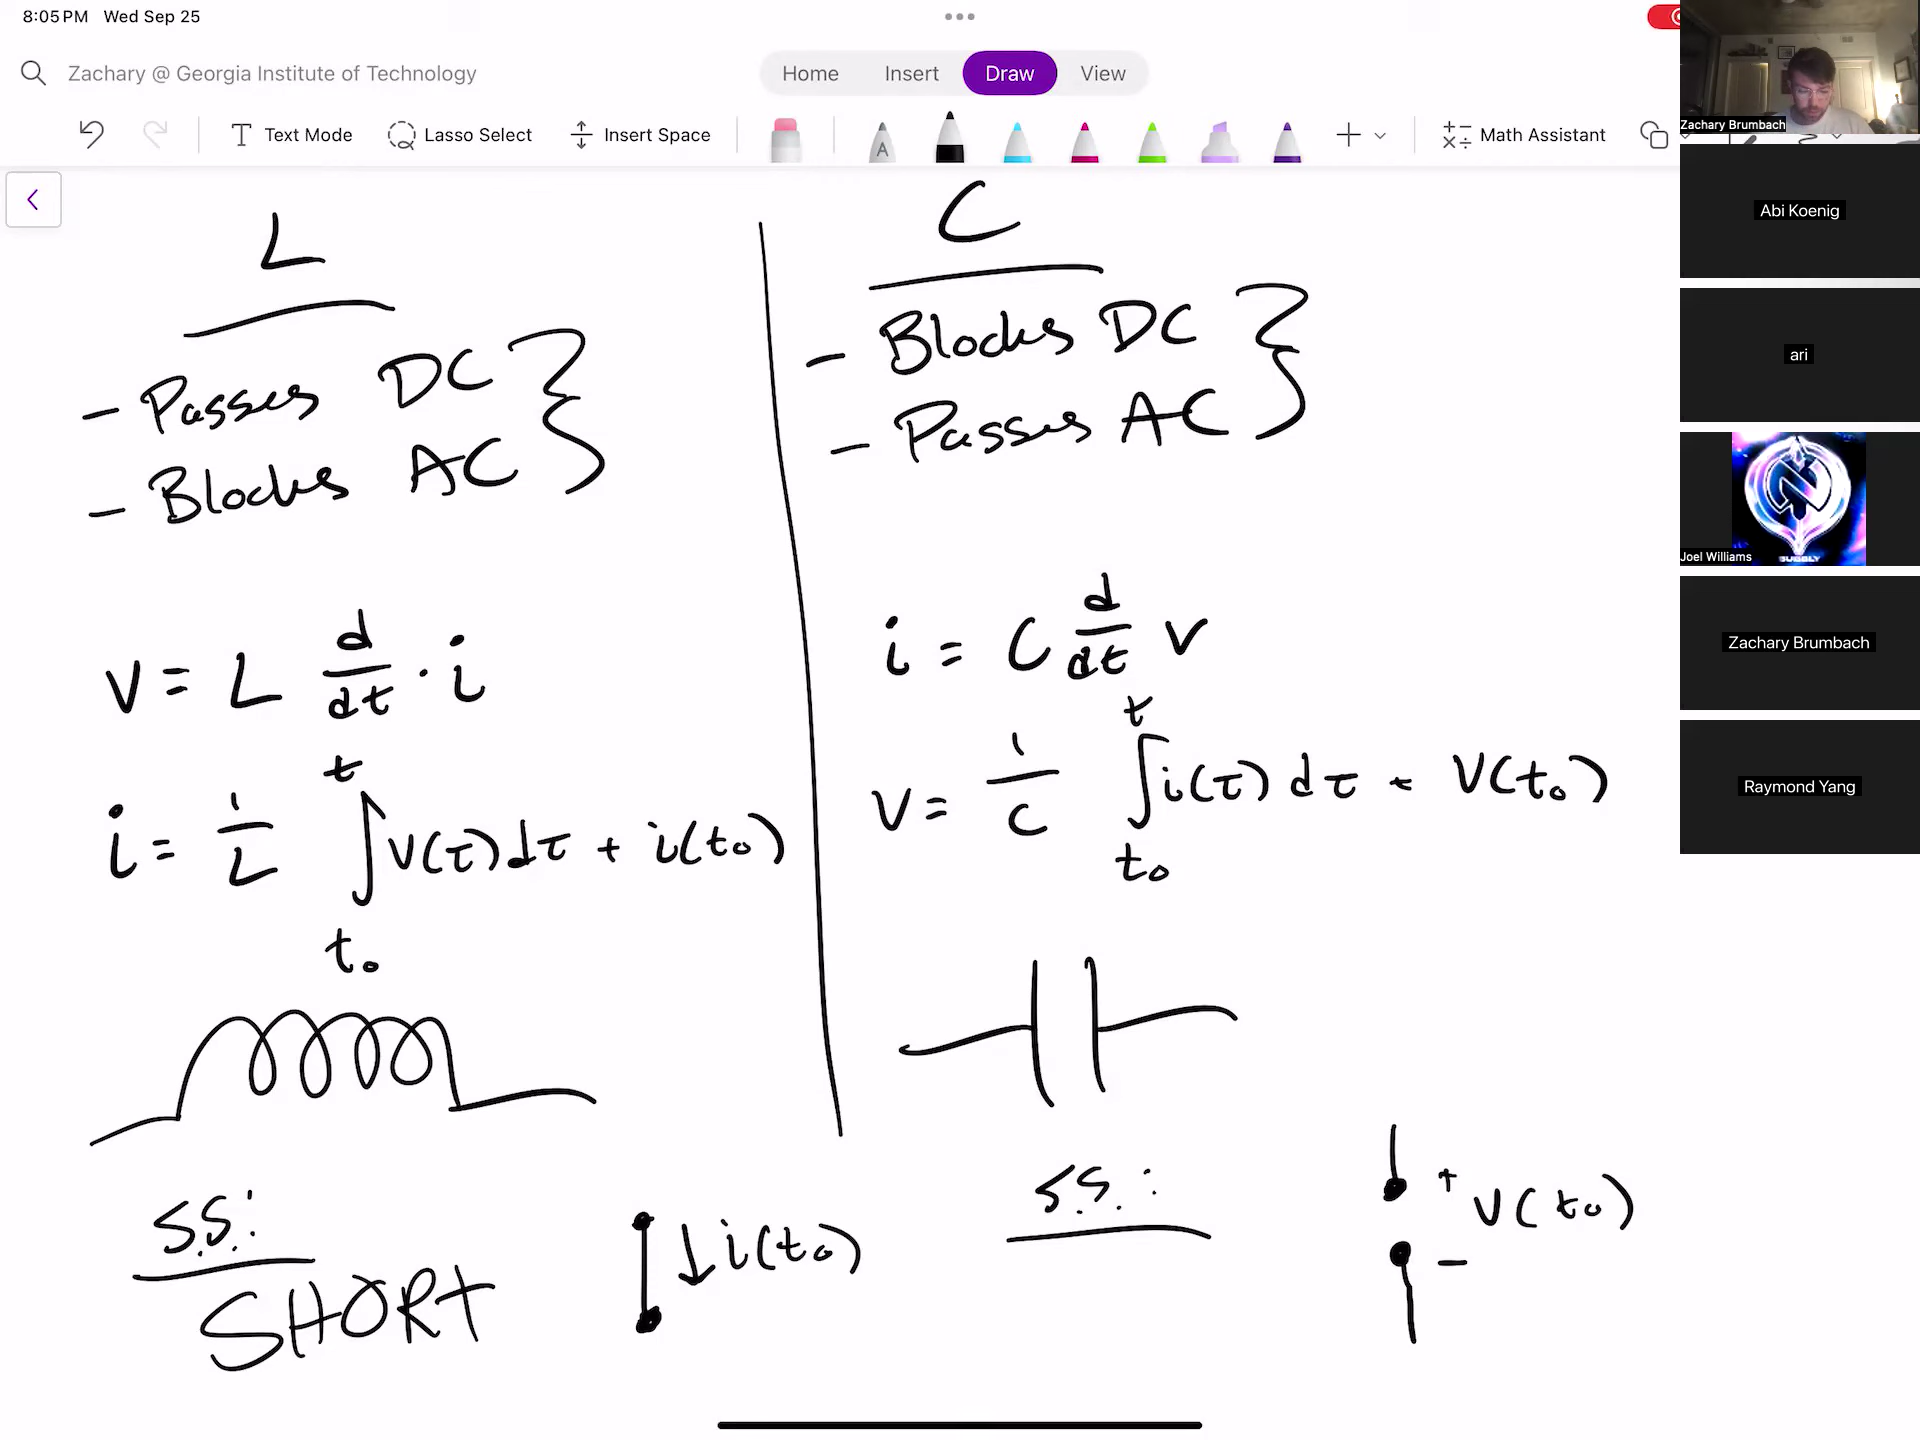 8:05 PM Wed Sep 25
Zachary @ Georgia Institute of Technology
Home Insert Draw View
Text Mode Lasso Select Insert Space A Math Assistant
L
- Passes DC
- Blocks AC
v = L d/dt · i
i = 1/L ∫ t t₀ v(τ)dτ + i(t₀)
S.S.:
SHORT
↓i(t₀)
C
- Blocks DC
- Passes AC
i = C d/dt v
v = 1/C ∫ t t₀ i(τ) dτ + V(t₀)
S.S.:
+
v(t₀)
-
Zachary Brumbach
Abi Koenig
ari
Joel Williams
Zachary Brumbach
Raymond Yang